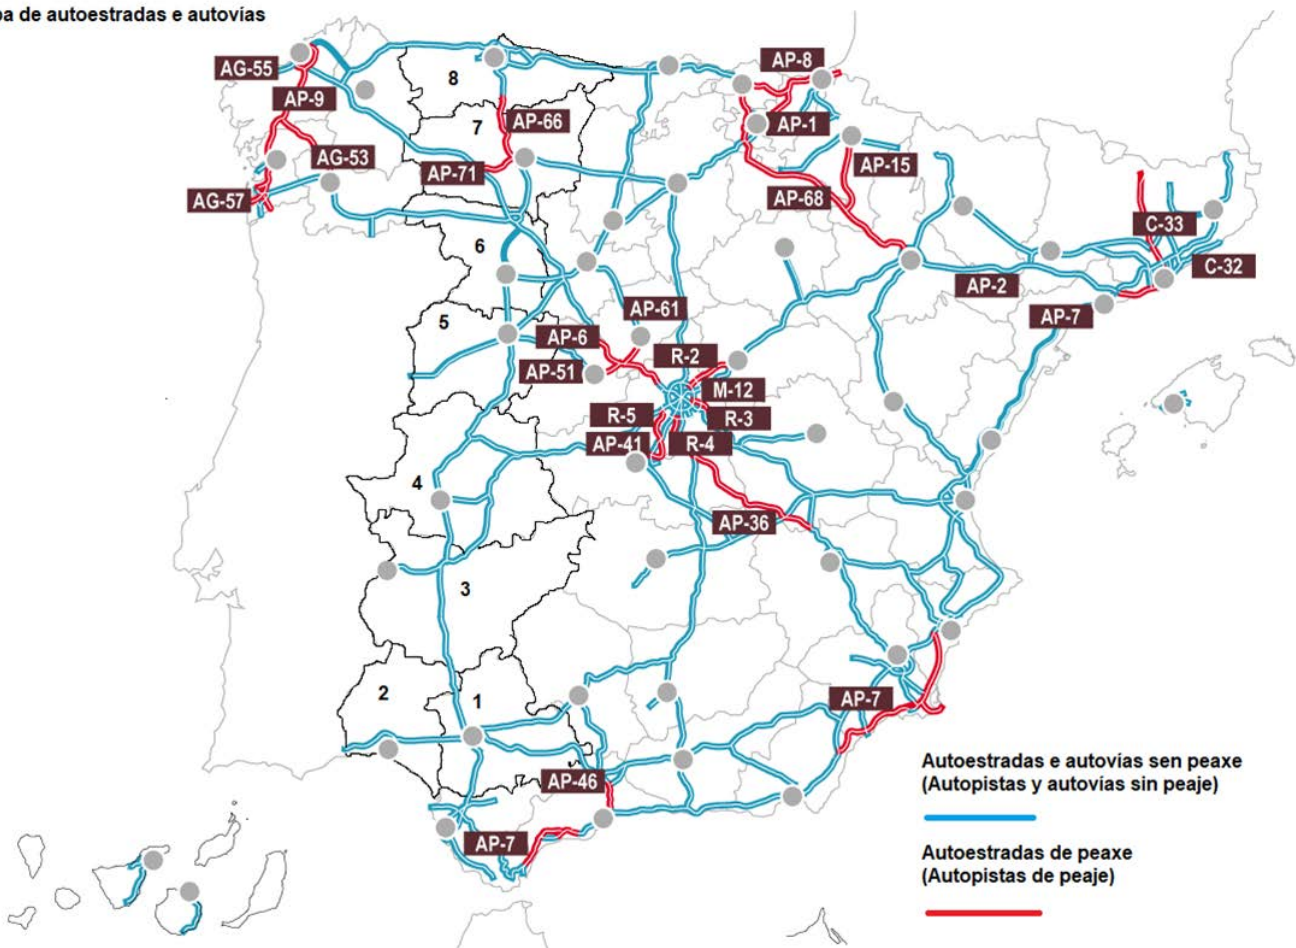 pa de autoestradas e autovías
AG-55
AP-8
8
AP-9
7
AP-66
AP-1
AG-53
AP-71
AP-15
AG-57
AP-68
C-33
6
C-32
AP-2
AP-61
AP-7
5
AP-6
R-2
AP-51
M-12
R-5
R-3
AP-41
R-4
4
AP-36
3
2
1
AP-7
AP-46
AP-7
Autoestradas e autovías sen peaxe
(Autopistas y autovías sin peaje)
Autoestradas de peaxe
(Autopistas de peaje)